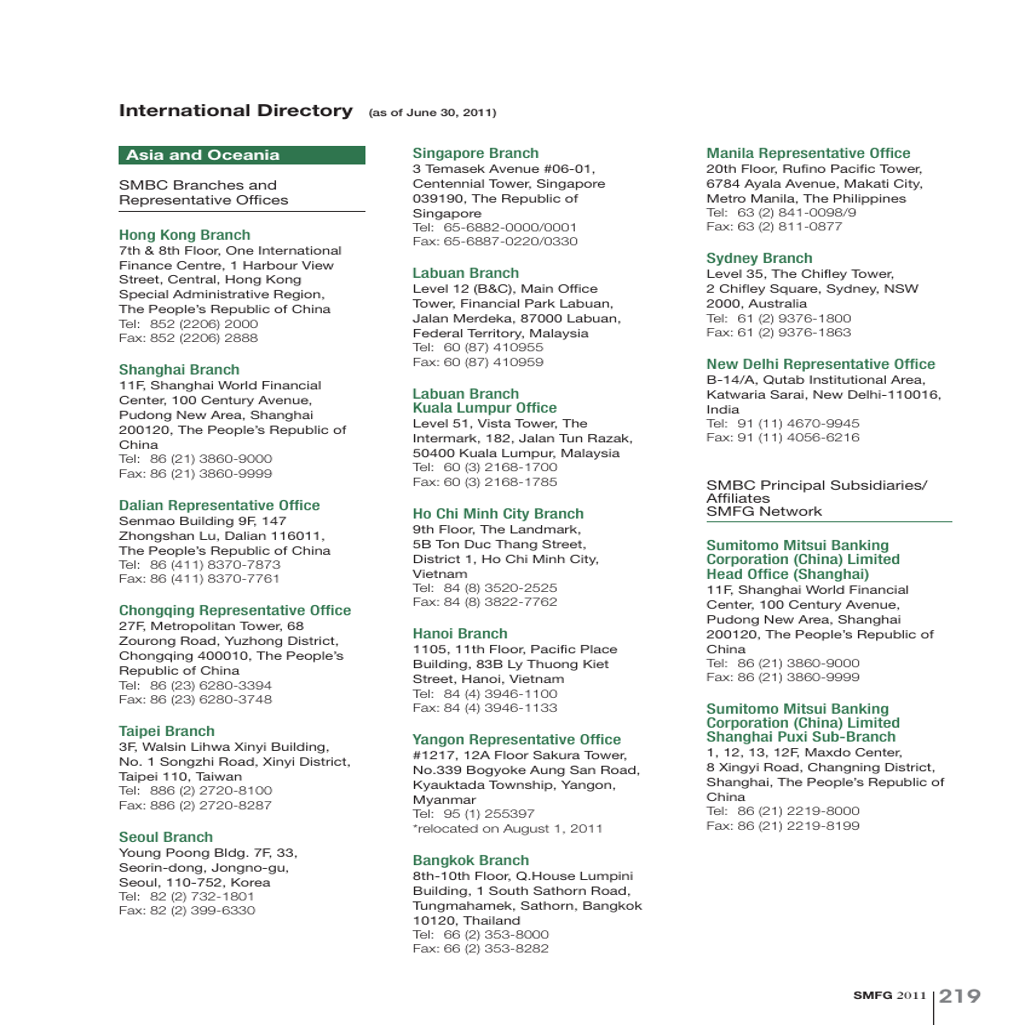 International Directory (as of June 30, 2011)
Asia and Oceania
SMBC Branches and
Representative Offices
Hong Kong Branch
7th & 8th Floor, One International
Finance Centre, 1 Harbour View
Street, Central, Hong Kong
Special Administrative Region,
The People’s Republic of China
Tel: 852 (2206) 2000
Fax: 852 (2206) 2888
Shanghai Branch
11F, Shanghai World Financial
Center, 100 Century Avenue,
Pudong New Area, Shanghai
200120, The People’s Republic of
China
Tel: 86 (21) 3860-9000
Fax: 86 (21) 3860-9999
Dalian Representative Office
Senmao Building 9F, 147
Zhongshan Lu, Dalian 116011,
The People’s Republic of China
Tel: 86 (411) 8370-7873
Fax: 86 (411) 8370-7761
Chongqing Representative Office
27F, Metropolitan Tower, 68
Zourong Road, Yuzhong District,
Chongqing 400010, The People’s
Republic of China
Tel: 86 (23) 6280-3394
Fax: 86 (23) 6280-3748
Taipei Branch
3F, Walsin Lihwa Xinyi Building,
No. 1 Songzhi Road, Xinyi District,
Taipei 110, Taiwan
Tel: 886 (2) 2720-8100
Fax: 886 (2) 2720-8287
Seoul Branch
Young Poong Bldg. 7F, 33,
Seorin-dong, Jongno-gu,
Seoul, 110-752, Korea
Tel: 82 (2) 732-1801
Fax: 82 (2) 399-6330
Singapore Branch
3 Temasek Avenue #06-01,
Centennial Tower, Singapore
039190, The Republic of
Singapore
Tel: 65-6882-0000/0001
Fax: 65-6887-0220/0330
Labuan Branch
Level 12 (B&C), Main Office
Tower, Financial Park Labuan,
Jalan Merdeka, 87000 Labuan,
Federal Territory, Malaysia
Tel: 60 (87) 410955
Fax: 60 (87) 410959
Labuan Branch
Kuala Lumpur Office
Level 51, Vista Tower, The
Intermark, 182, Jalan Tun Razak,
50400 Kuala Lumpur, Malaysia
Tel: 60 (3) 2168-1700
Fax: 60 (3) 2168-1785
Ho Chi Minh City Branch
9th Floor, The Landmark,
5B Ton Duc Thang Street,
District 1, Ho Chi Minh City,
Vietnam
Tel: 84 (8) 3520-2525
Fax: 84 (8) 3822-7762
Hanoi Branch
1105, 11th Floor, Pacific Place
Building, 83B Ly Thuong Kiet
Street, Hanoi, Vietnam
Tel: 84 (4) 3946-1100
Fax: 84 (4) 3946-1133
Yangon Representative Office
#1217, 12A Floor Sakura Tower,
No.339 Bogyoke Aung San Road,
Kyauktada Township, Yangon,
Myanmar
Tel: 95 (1) 255397
*relocated on August 1, 2011
Bangkok Branch
8th-10th Floor, Q.House Lumpini
Building, 1 South Sathorn Road,
Tungmahamek, Sathorn, Bangkok
10120, Thailand
Tel: 66 (2) 353-8000
Fax: 66 (2) 353-8282
Manila Representative Office
20th Floor, Rufino Pacific Tower,
6784 Ayala Avenue, Makati City,
Metro Manila, The Philippines
Tel: 63 (2) 841-0098/9
Fax: 63 (2) 811-0877
Sydney Branch
Level 35, The Chifley Tower,
2 Chifley Square, Sydney, NSW
2000, Australia
Tel: 61 (2) 9376-1800
Fax: 61 (2) 9376-1863
New Delhi Representative Office
B-14/A, Qutab Institutional Area,
Katwaria Sarai, New Delhi-110016,
India
Tel: 91 (11) 4670-9945
Fax: 91 (11) 4056-6216
SMBC Principal Subsidiaries/
Affiliates
SMFG Network
Sumitomo Mitsui Banking
Corporation (China) Limited
Head Office (Shanghai)
11F, Shanghai World Financial
Center, 100 Century Avenue,
Pudong New Area, Shanghai
200120, The People’s Republic of
China
Tel: 86 (21) 3860-9000
Fax: 86 (21) 3860-9999
Sumitomo Mitsui Banking
Corporation (China) Limited
Shanghai Puxi Sub-Branch
1, 12, 13, 12F, Maxdo Center,
8 Xingyi Road, Changning District,
Shanghai, The People’s Republic of
China
Tel: 86 (21) 2219-8000
Fax: 86 (21) 2219-8199
SMFG 2011 219